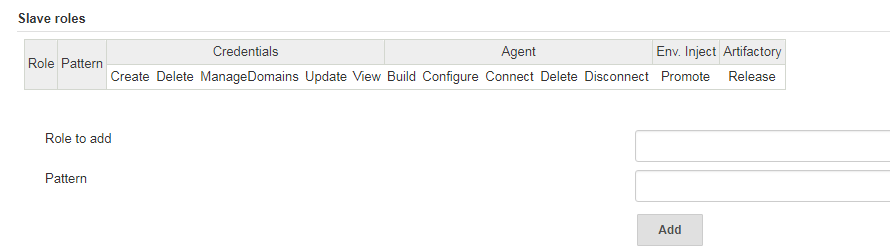 Slave roles
Role Pattern Credentials Agent Env. Inject Artifactory
Create Delete ManageDomains Update View Build Configure Connect Delete Disconnect Promote Release
Role to add
Pattern
Add